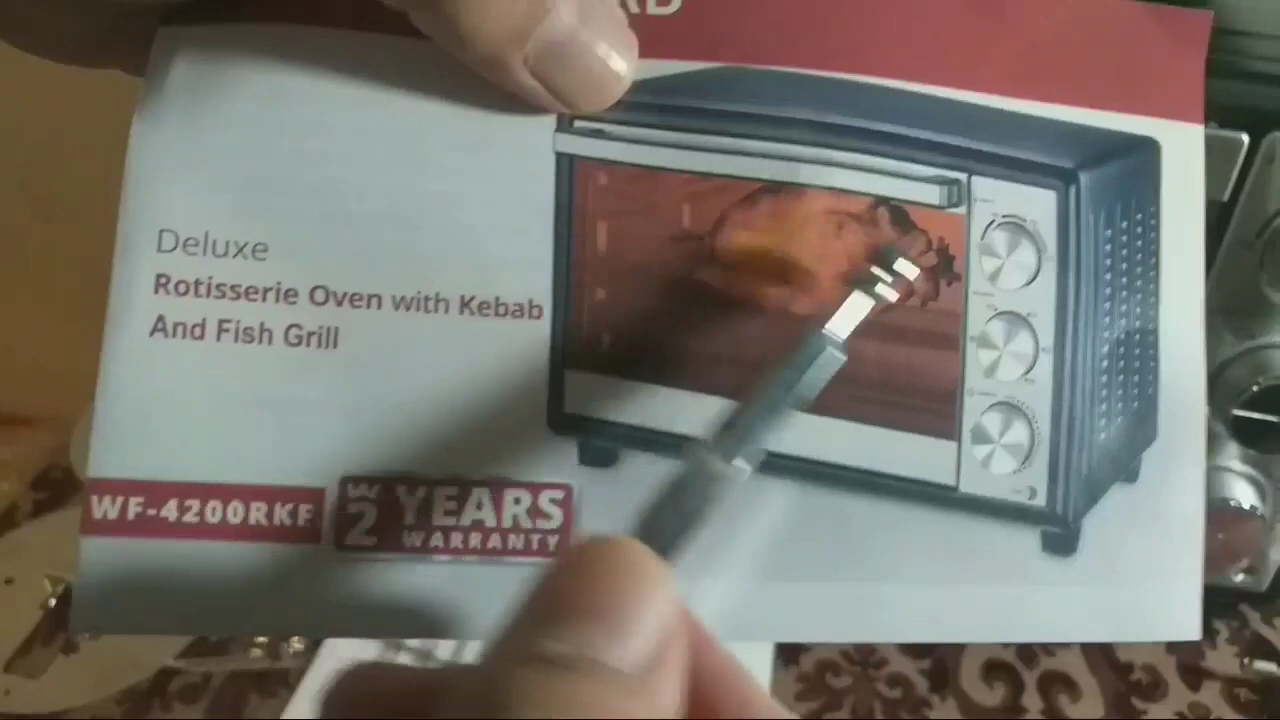 Deluxe
Rotisserie Oven with Kebab
And Fish Grill
WF-4200RKF
2 YEARS
WARRANTY